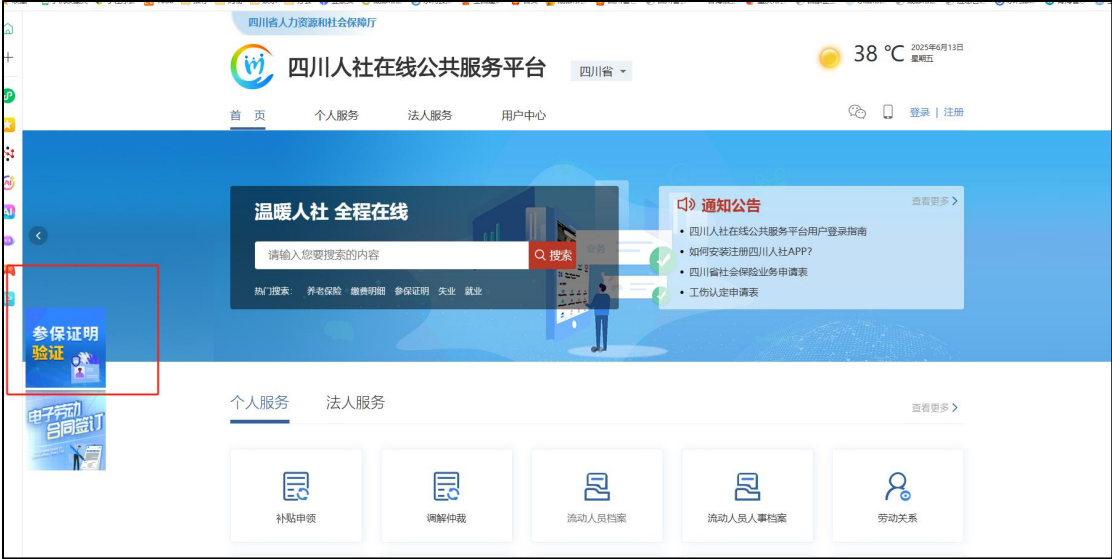 四川省人力资源和社会保障厅
四川人社在线公共服务平台
四川省
38 ℃
2025年6月13日
星期五
首 页
个人服务
法人服务
用户中心
登录 | 注册
温暖人社 全程在线
请输入您要搜索的内容
搜索
热门搜索: 养老保险 缴费明细 参保证明 失业 就业
通知公告
查看更多
四川人社在线公共服务平台用户登录指南
如何安装注册四川人社APP?
四川省社会保险业务申请表
工伤认定申请表
参保证明
验证
电子劳动
合同签订
个人服务
法人服务
查看更多
补贴申领
调解仲裁
流动人员档案
流动人员人事档案
劳动关系